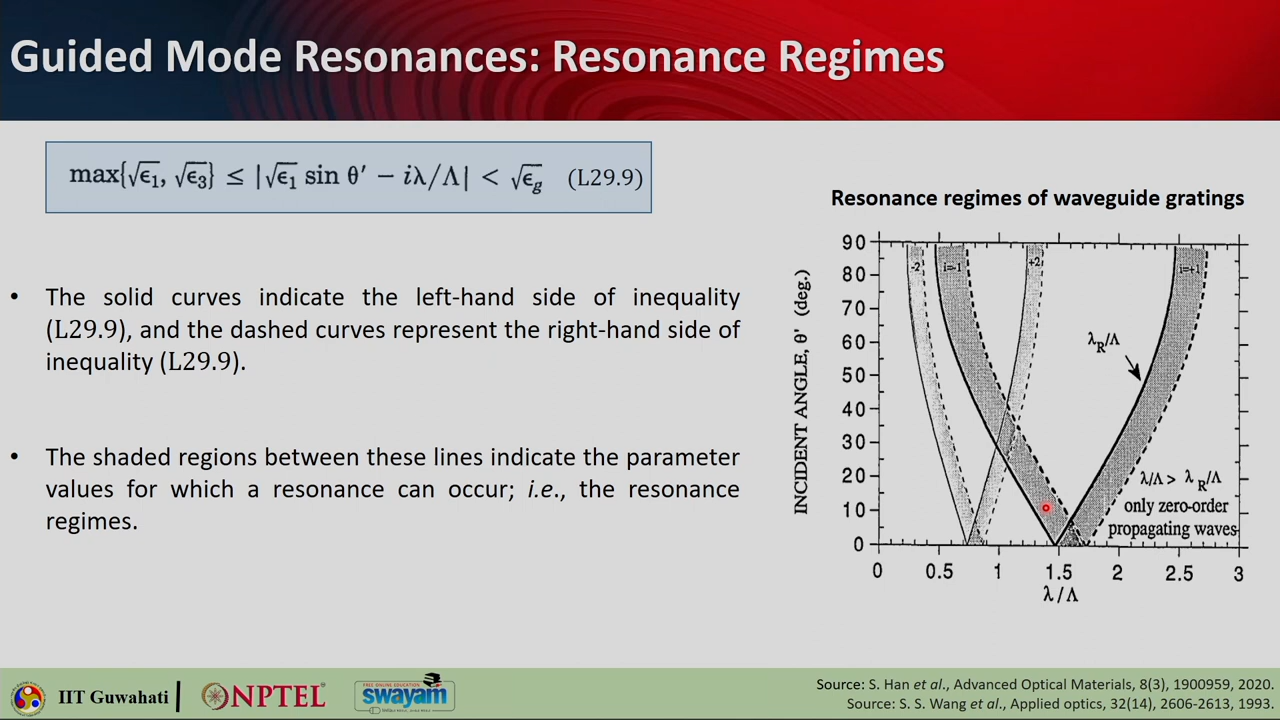 Guided Mode Resonances: Resonance Regimes
max{√ϵ₁, √ϵ₃} ≤ |√ϵ₁ sin θ′ − iλ/Λ| < √ϵg (L29.9)
• The solid curves indicate the left-hand side of inequality
(L29.9), and the dashed curves represent the right-hand side of
inequality (L29.9).
• The shaded regions between these lines indicate the parameter
values for which a resonance can occur; i.e., the resonance
regimes.
Resonance regimes of waveguide gratings
INCIDENT ANGLE, θ′ (deg.)
90
80
70
60
50
40
30
20
10
0
-2
i=-1
+2
i=+1
λR/Λ
λ/Λ > λR/Λ
only zero-order
propagating waves
0 0.5 1 1.5 2 2.5 3
λ/Λ
IIT Guwahati
NPTEL
FREE ONLINE EDUCATION
swayam
Source: S. Han et al., Advanced Optical Materials, 8(3), 1900959, 2020.
Source: S. S. Wang et al., Applied optics, 32(14), 2606-2613, 1993.